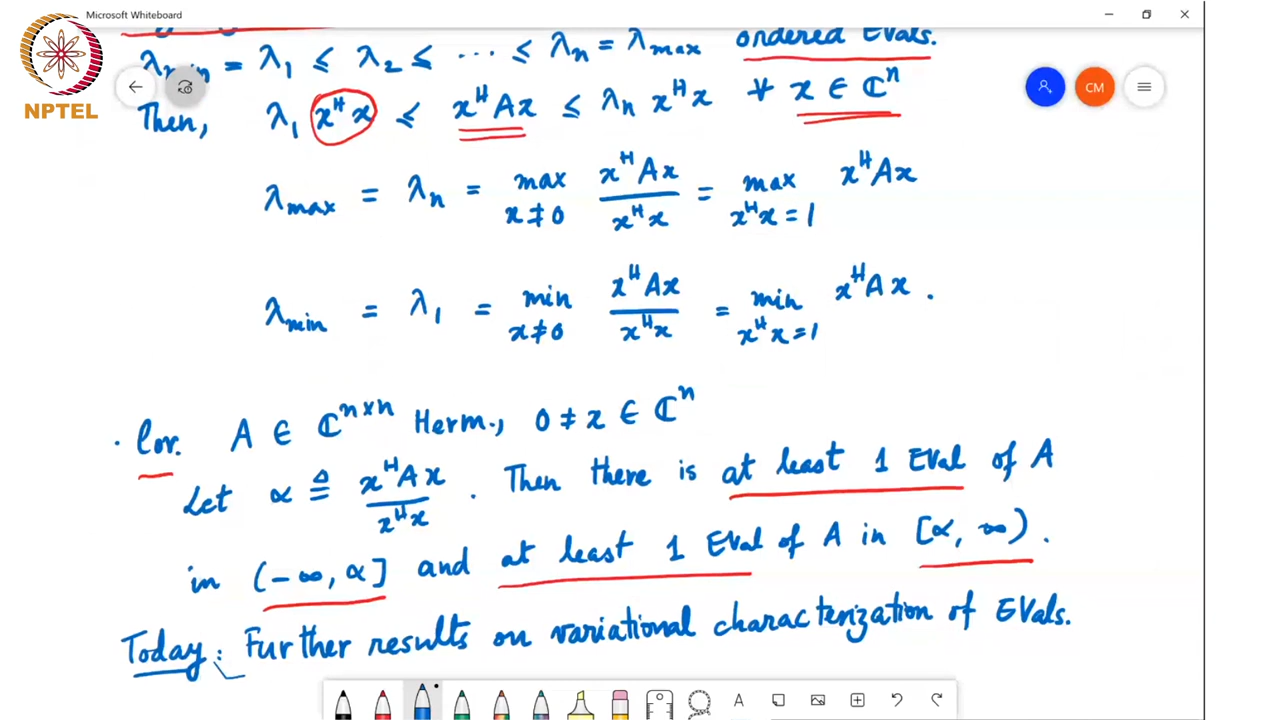 Microsoft Whiteboard
NPTEL
λmin = λ₁ ≤ λ₂ ≤ ⋯ ≤ λₙ = λmax ordered Evals.
CM
Then, λ₁ xᴴx ≤ xᴴAx ≤ λₙ xᴴx ∀ x ∈ ℂⁿ
λmax = λₙ = max x≠0 xᴴAx / xᴴx = max xᴴx=1 xᴴAx
λmin = λ₁ = min x≠0 xᴴAx / xᴴx = min xᴴx=1 xᴴAx .
· Cor. A ∈ ℂⁿˣⁿ Herm., 0 ≠ x ∈ ℂⁿ
Let α ≜ xᴴAx / xᴴx . Then there is at least 1 Eval of A
in (-∞, α] and at least 1 Eval of A in [α, ∞).
Today: Further results on variational characterization of EVals.
A